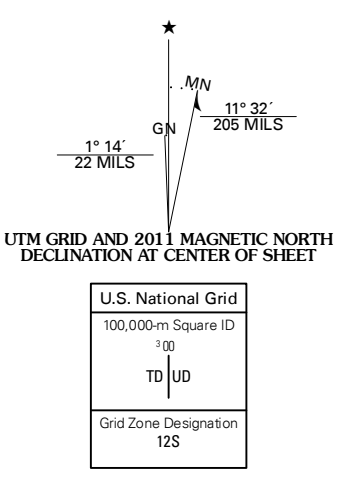 ★
MN
GN
11° 32´
205 MILS
1° 14´
22 MILS
UTM GRID AND 2011 MAGNETIC NORTH
DECLINATION AT CENTER OF SHEET
U.S. National Grid
100,000-m Square ID
³00
TD UD
Grid Zone Designation
12S